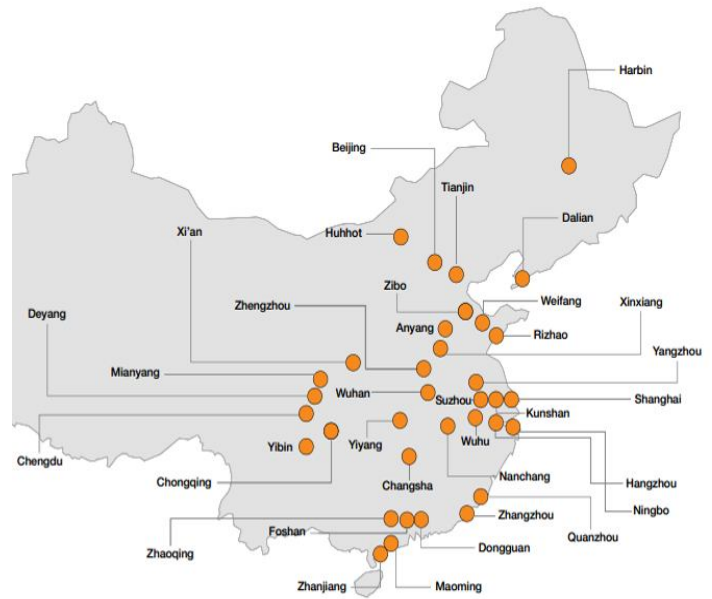 Harbin
Beijing
Tianjin
Dalian
Xi'an
Huhhot
Zibo
Weifang
Xinxiang
Zhengzhou
Deyang
Anyang
Rizhao
Yangzhou
Mianyang
Wuhan
Suzhou
Shanghai
Kunshan
Yibin
Yiyang
Wuhu
Chengdu
Nanchang
Chongqing
Changsha
Hangzhou
Ningbo
Zhangzhou
Foshan
Quanzhou
Zhaoqing
Dongguan
Zhanjiang
Maoming